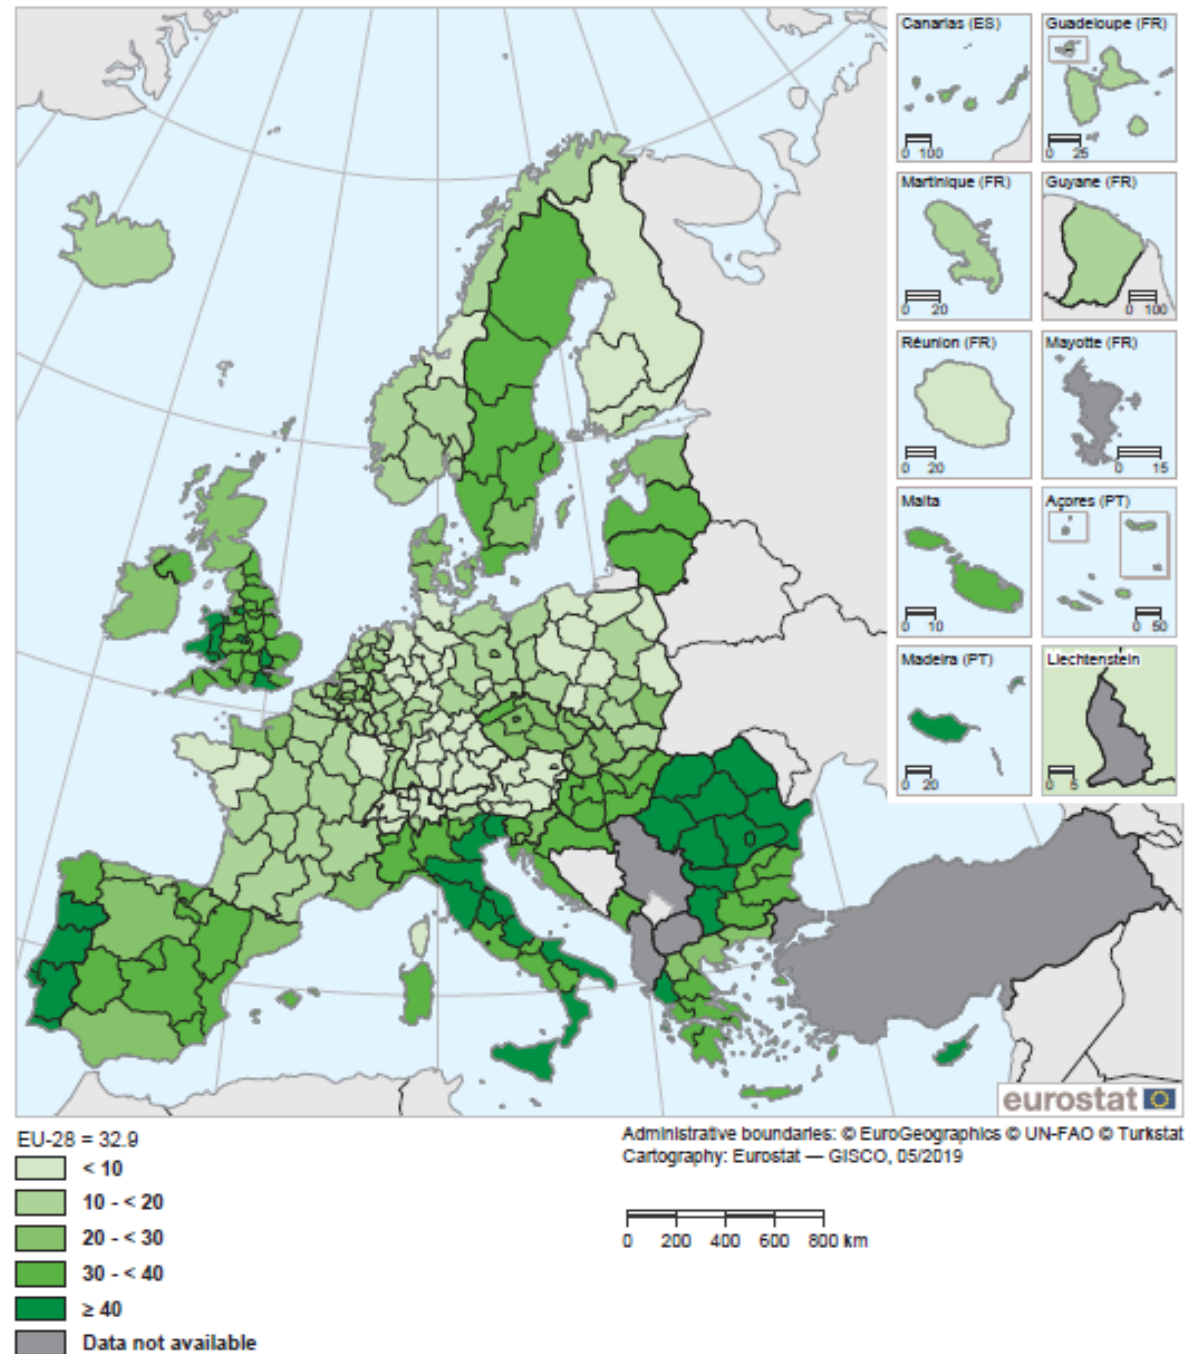 Canarias (ES)
0 100
Guadeloupe (FR)
0 25
Martinique (FR)
0 20
Guyane (FR)
0 100
Réunion (FR)
0 20
Mayotte (FR)
0 15
Malta
0 10
Açores (PT)
0 50
Madeira (PT)
0 20
Liechtenstein
0 5
eurostat
EU-28 = 32.9
Administrative boundaries: © EuroGeographics © UN-FAO © Turkstat
Cartography: Eurostat — GISCO, 05/2019
< 10
10 - < 20
20 - < 30
30 - < 40
≥ 40
Data not available
0 200 400 600 800 km